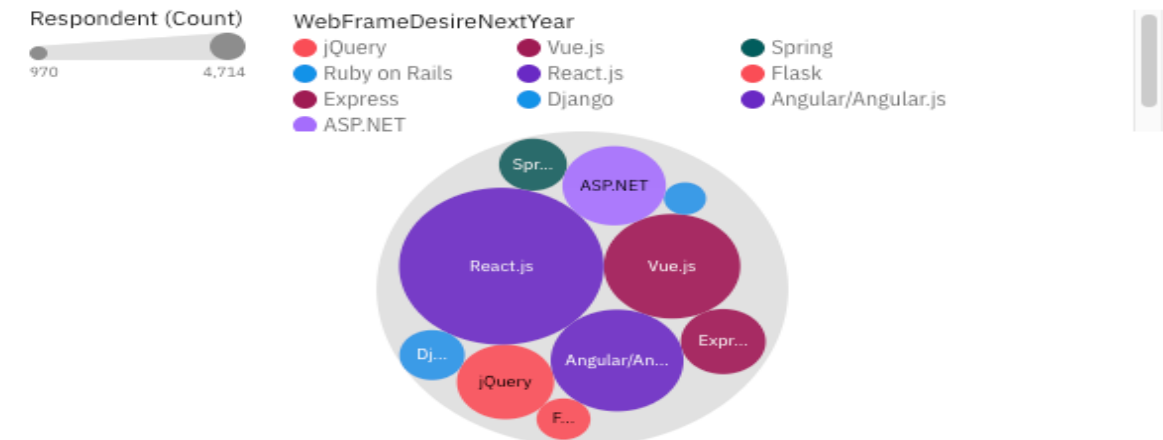 Respondent (Count)
970 4,714
WebFrameDesireNextYear
jQuery Vue.js Spring
Ruby on Rails React.js Flask
Express Django Angular/Angular.js
ASP.NET
Spr...
ASP.NET
React.js
Vue.js
Expr...
Dj...
Angular/An...
jQuery
F...